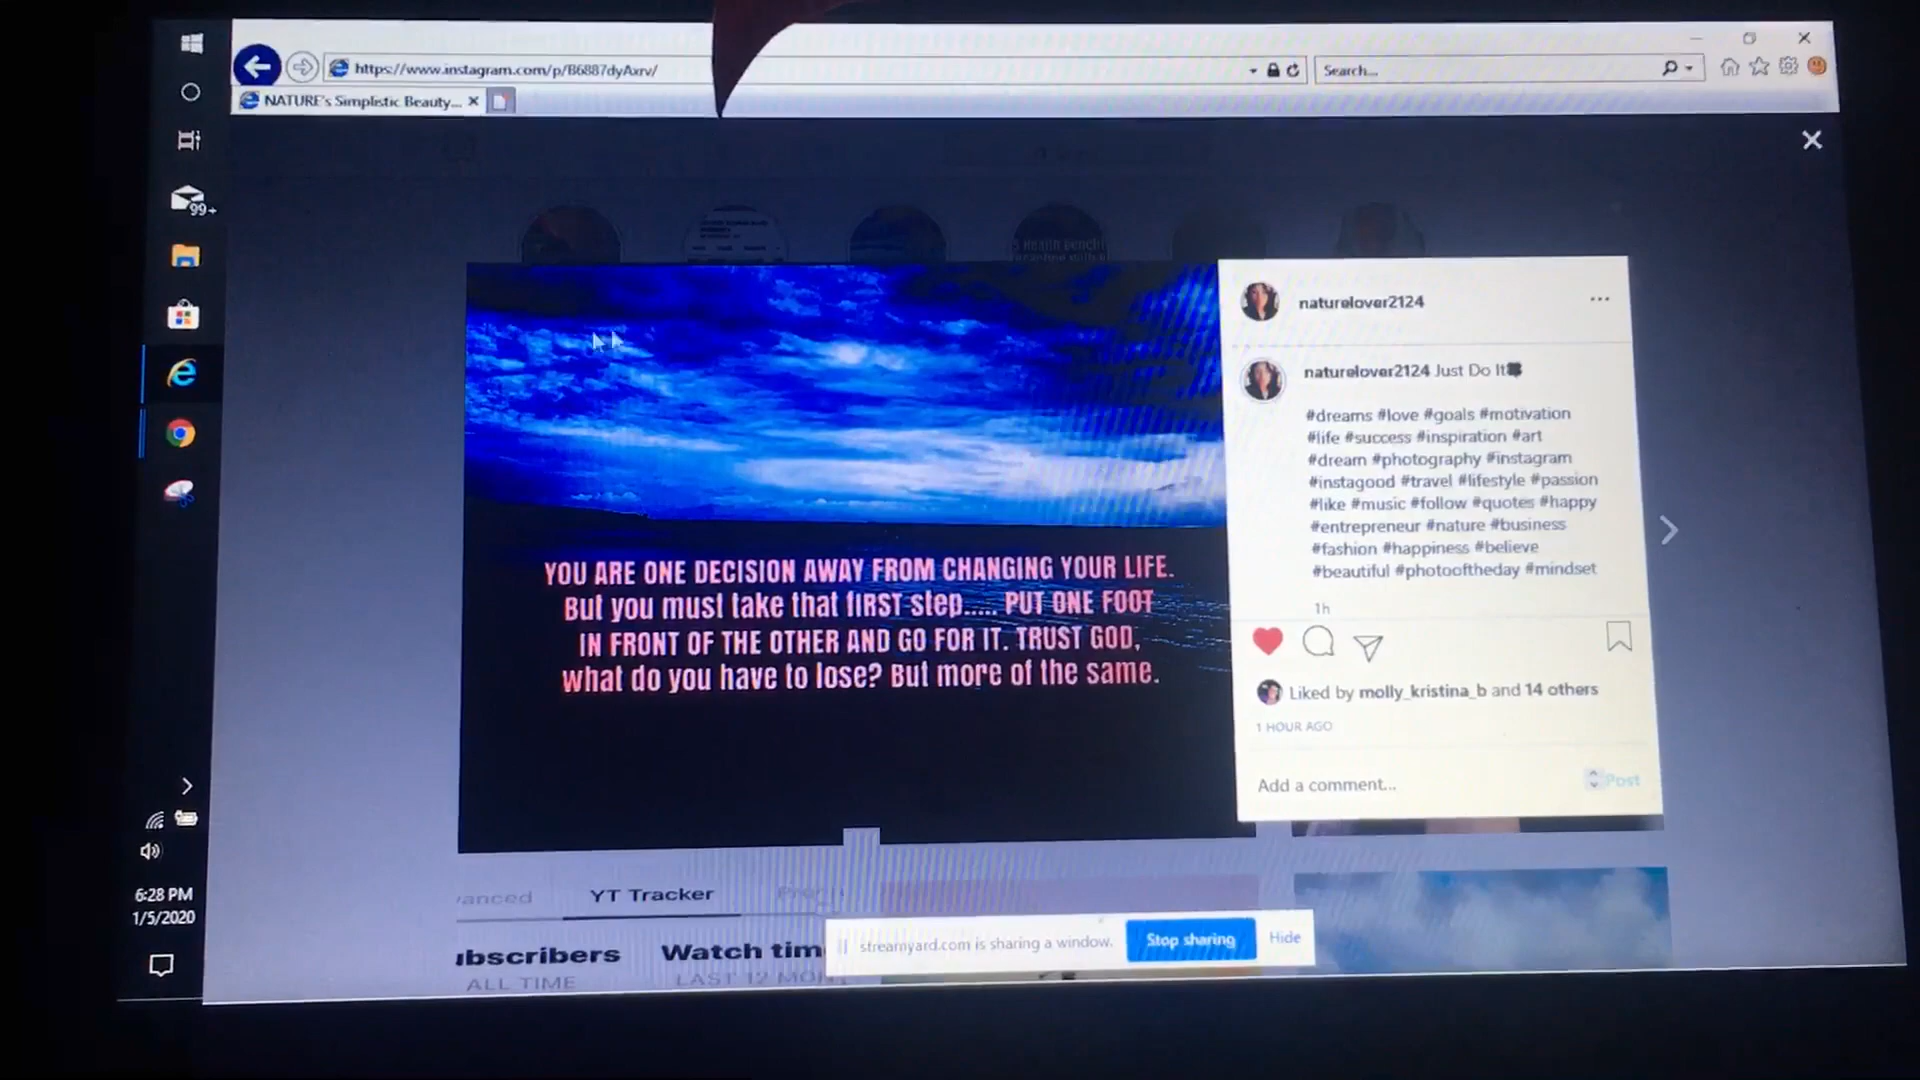 https://www.instagram.com/p/B6887dyAxrv/
Search...
NATURE's Simplistic Beauty...
99+
naturelover2124
naturelover2124 Just Do It
#dreams #love #goals #motivation
#life #success #inspiration #art
#dream #photography #instagram
#instagood #travel #lifestyle #passion
#like #music #follow #quotes #happy
#entrepreneur #nature #business
#fashion #happiness #believe
#beautiful #photooftheday #mindset
1h
YOU ARE ONE DECISION AWAY FROM CHANGING YOUR LIFE.
But you must take that fIRST step..... PUT ONE FOOT
IN FRONT OF THE OTHER AND GO FOR IT. TRUST GOD,
what do you have to lose? But more of the same.
Liked by molly_kristina_b and 14 others
1 HOUR AGO
Add a comment...
Post
6:28 PM
1/5/2020
vanced
YT Tracker
ubscribers
Watch tim
ALL TIME
LAST 12 MON
streamyard.com is sharing a window.
Stop sharing
Hide